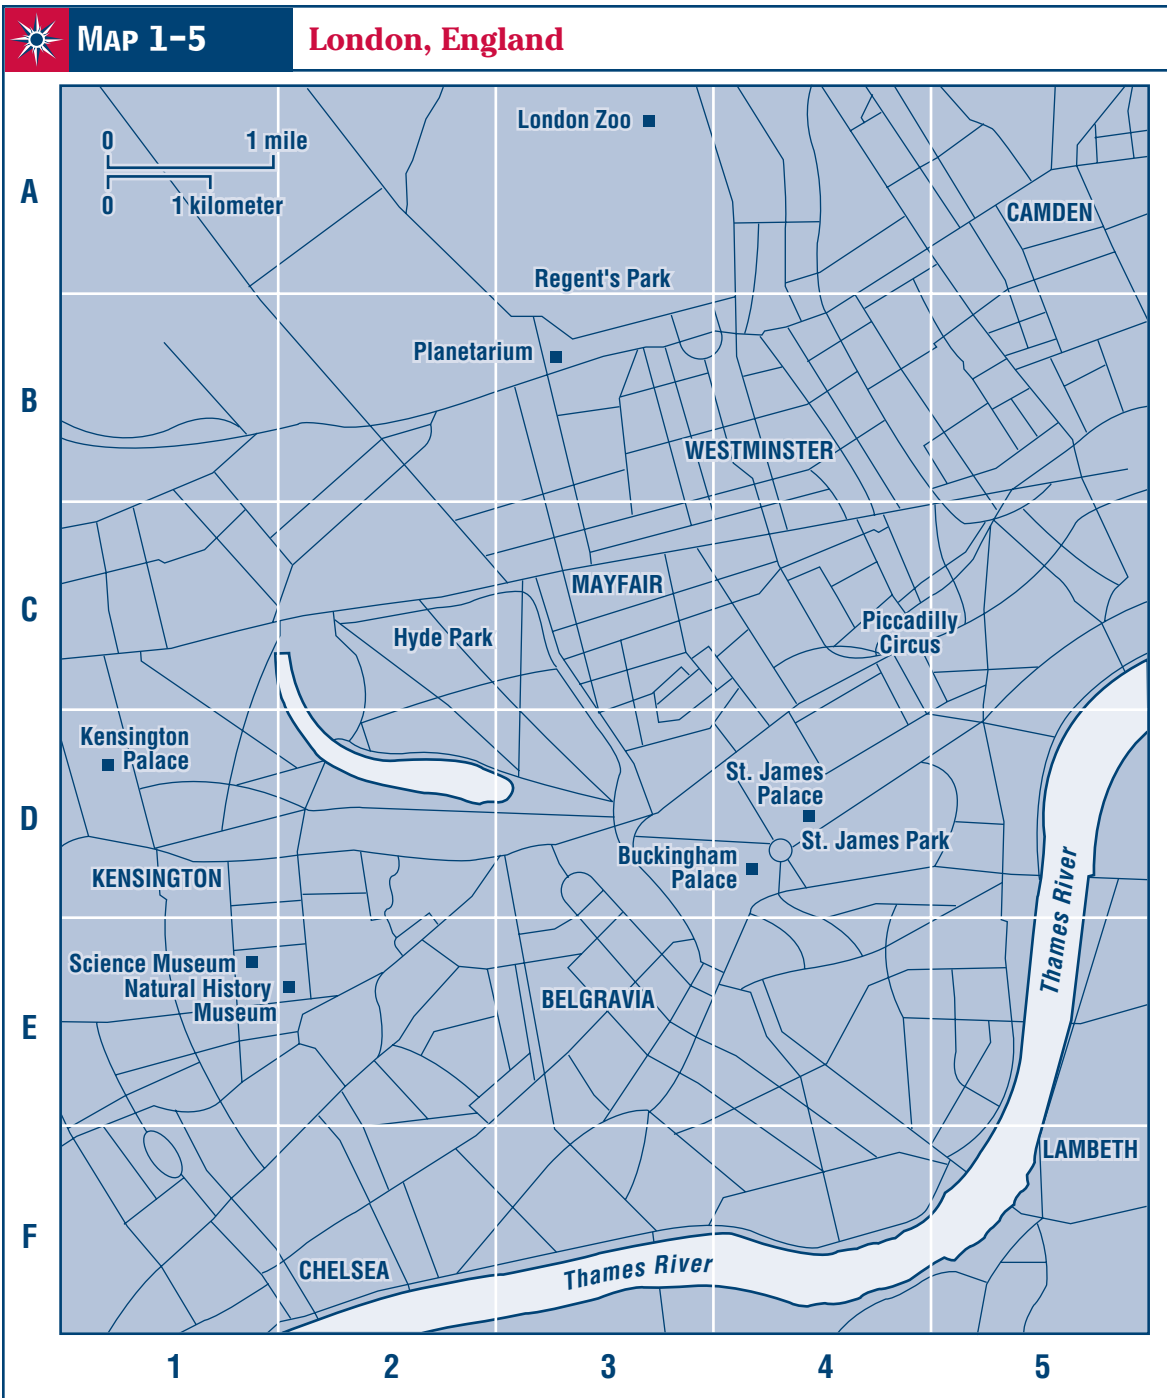 MAP 1–5
London, England
0 1 mile
0 1 kilometer
London Zoo
A
CAMDEN
Regent's Park
Planetarium
B
WESTMINSTER
MAYFAIR
C
Hyde Park
Piccadilly
Circus
Kensington
Palace
St. James
Palace
D
St. James Park
Buckingham
Palace
KENSINGTON
Thames River
Science Museum
Natural History
Museum
BELGRAVIA
E
LAMBETH
F
CHELSEA
Thames River
1 2 3 4 5